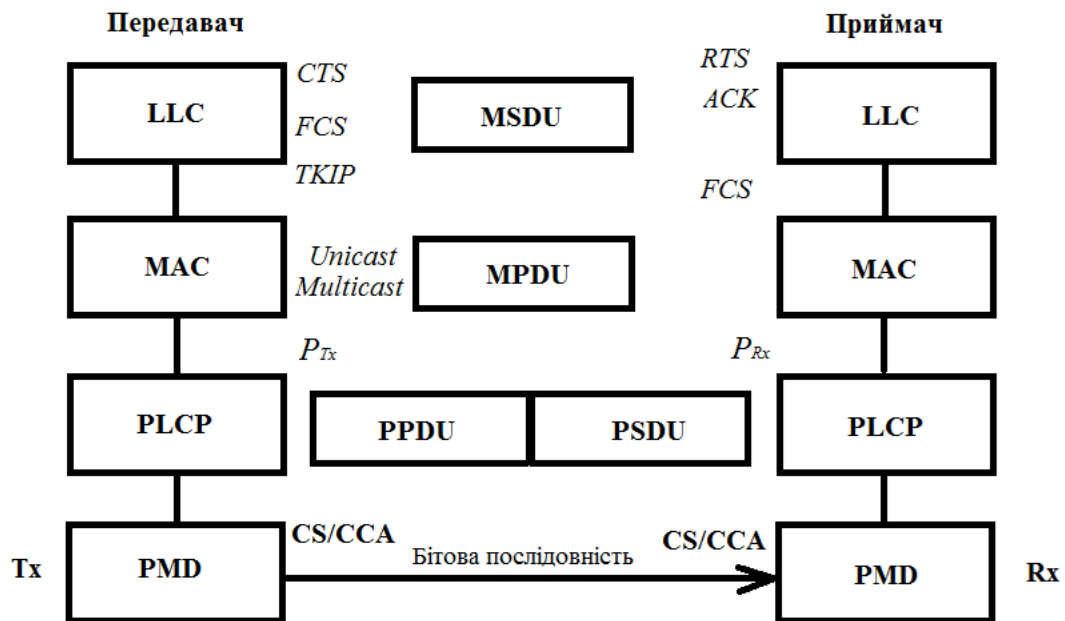 Передавач
Приймач
LLC
CTS
FCS
TKIP
MSDU
RTS
ACK
FCS
LLC
MAC
Unicast
Multicast
MPDU
MAC
PTx
PRx
PLCP
PPDU
PSDU
PLCP
Tx
PMD
CS/CCA
Бітова послідовність
CS/CCA
PMD
Rx